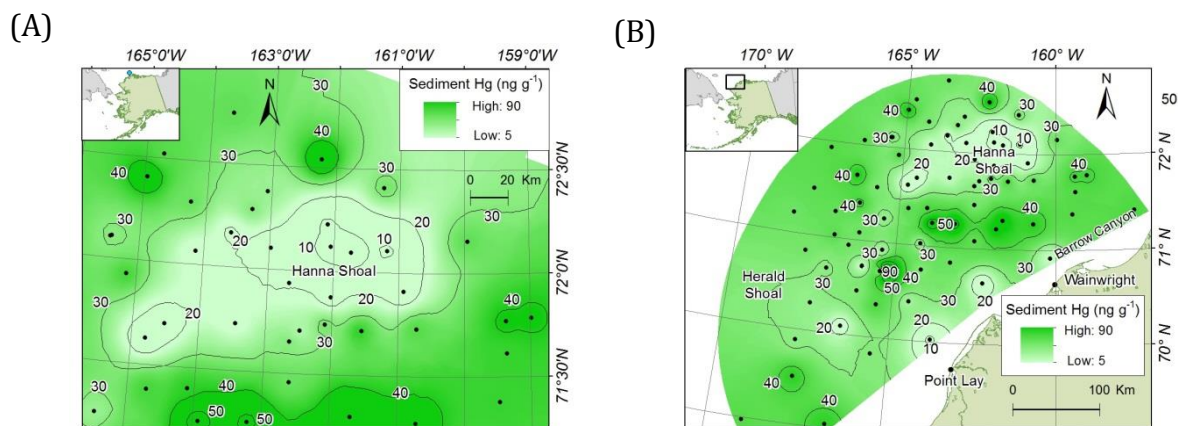 (A)
165°0'W 163°0'W 161°0'W 159°0'W
N
Sediment Hg (ng g⁻¹)
High: 90
Low: 5
0 20
Km
30
40
30
30
40
30
20
20
10
10
Hanna Shoal
30
20
20
30
30
40
40
40
50
50
72°30'N
72°0'N
71°30'N
(B)
170°W 165°W 160°W
50
N
40
30
30
10
10
30
20
20
Hanna
Shoal
30
40
40
40
40
50
30
30
Barrow Canyon
90
40
50
Herald
Shoal
30
30
30
20
Wainwright
20
10
40
40
Point Lay
Sediment Hg (ng g⁻¹)
High: 90
Low: 5
0 100 Km
72°N
71°N
70°N